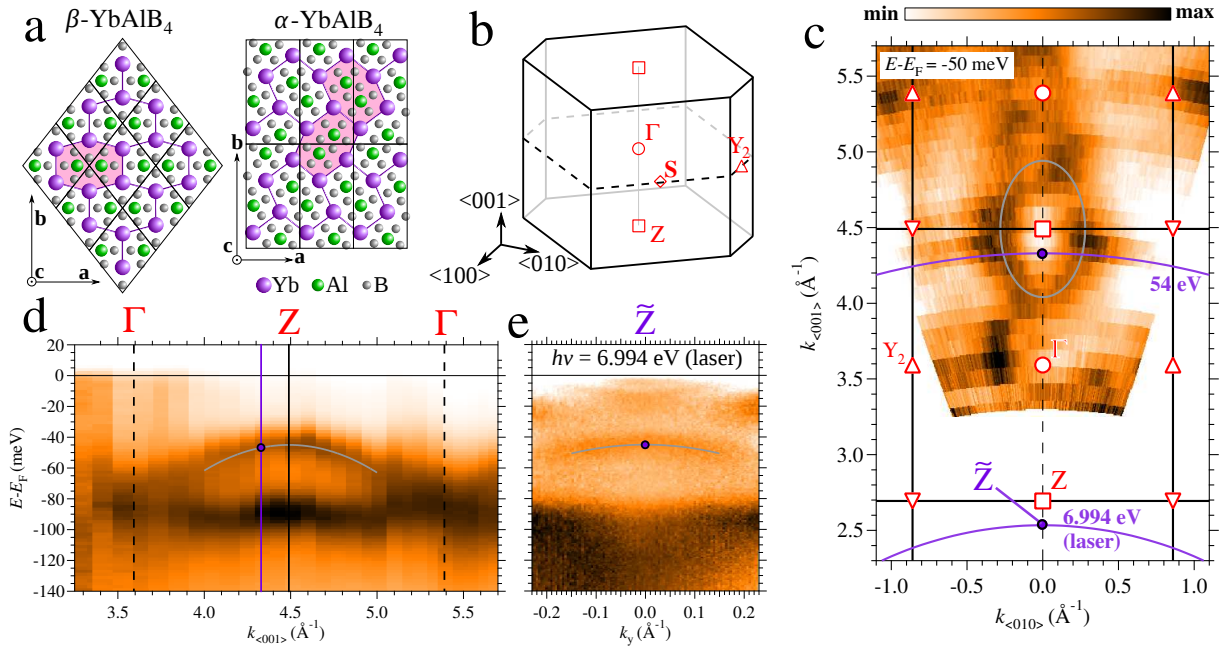 a
β-YbAlB4
α-YbAlB4
b
a
c
b
c
a
Yb
Al
B
b
Γ
S
Y2
Z
<001>
<010>
<100>
min
max
c
E-EF = -50 meV
5.5
5.0
4.5
4.0
3.5
3.0
2.5
k<001> (Å-1)
54 eV
Y2
Γ
Z
Z̃
6.994 eV
(laser)
-1.0
-0.5
0.0
0.5
1.0
k<010> (Å-1)
d
Γ
Z
Γ
20
0
-20
-40
-60
-80
-100
-120
-140
E-EF (meV)
3.5
4.0
4.5
5.0
5.5
k<001> (Å-1)
e
Z̃
hν = 6.994 eV (laser)
-0.2
-0.1
0.0
0.1
0.2
ky (Å-1)